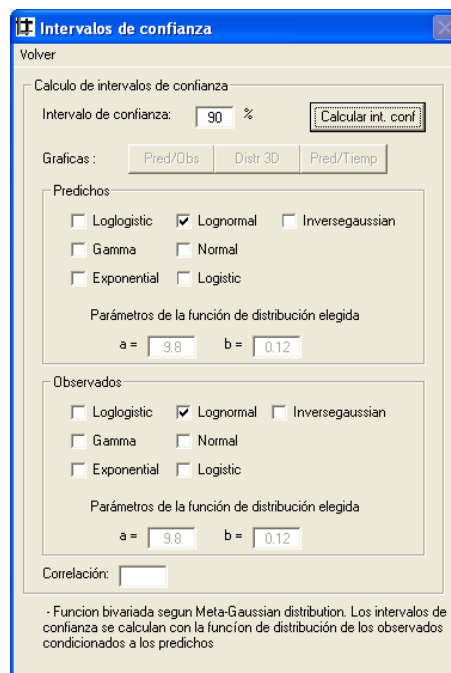 Intervalos de confianza
Volver
Calculo de intervalos de confianza
Intervalo de confianza: 90 % Calcular int. conf
Graficas : Pred/Obs Distr 3D Pred/Tiemp
Predichos
Loglogistic Lognormal Inversegaussian
Gamma Normal
Exponential Logistic
Parámetros de la función de distribución elegida
a = 9.8 b = 0.12
Observados
Loglogistic Lognormal Inversegaussian
Gamma Normal
Exponential Logistic
Parámetros de la función de distribución elegida
a = 9.8 b = 0.12
Correlación:
- Funcion bivariada segun Meta-Gaussian distribution. Los intervalos de
confianza se calculan con la funcíon de distribución de los observados
condicionados a los predichos